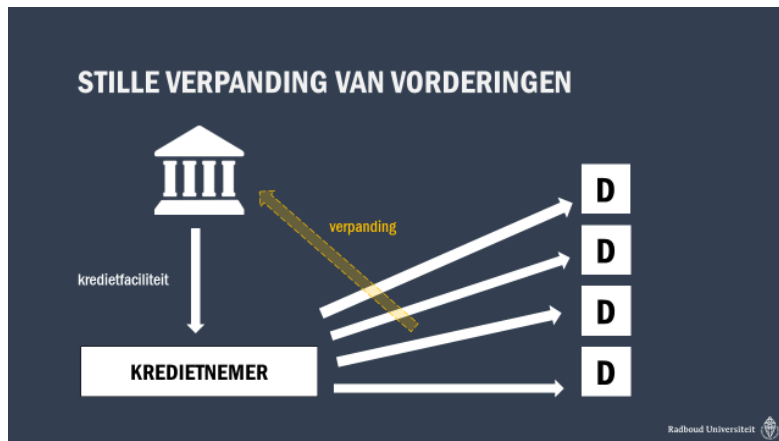 STILLE VERPANDING VAN VORDERINGEN
verpanding
kredietfaciliteit
KREDIETNEMER
D
D
D
D
Radboud Universiteit